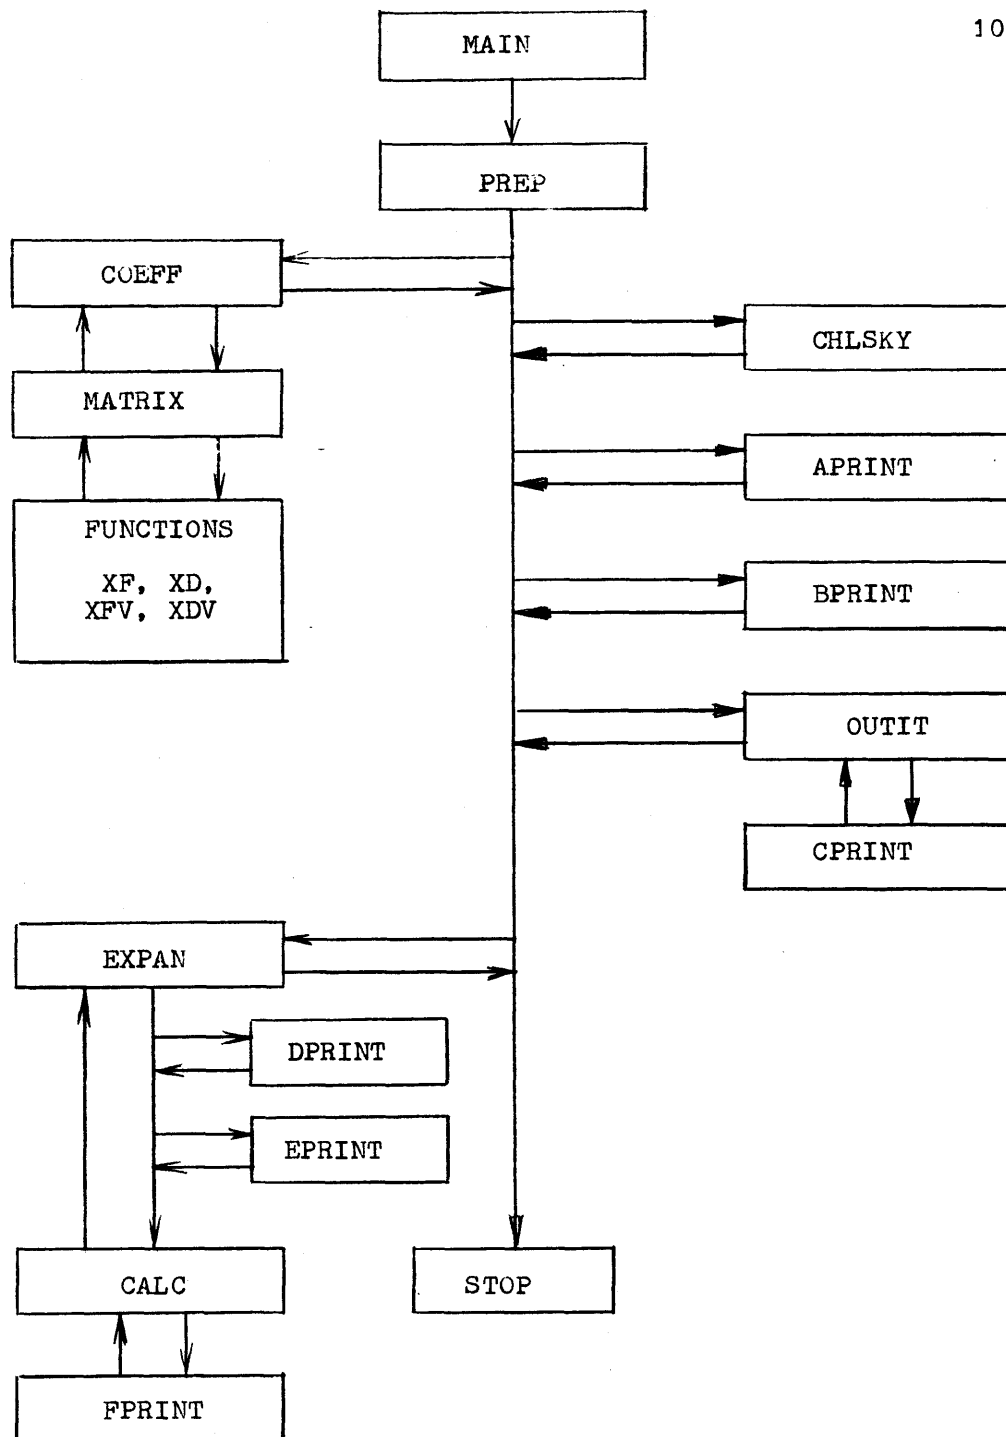 10
MAIN
PREP
COEFF
CHLSKY
MATRIX
APRINT
FUNCTIONS
XF, XD,
XFV, XDV
BPRINT
OUTIT
CPRINT
EXPAN
DPRINT
EPRINT
CALC
STOP
FPRINT